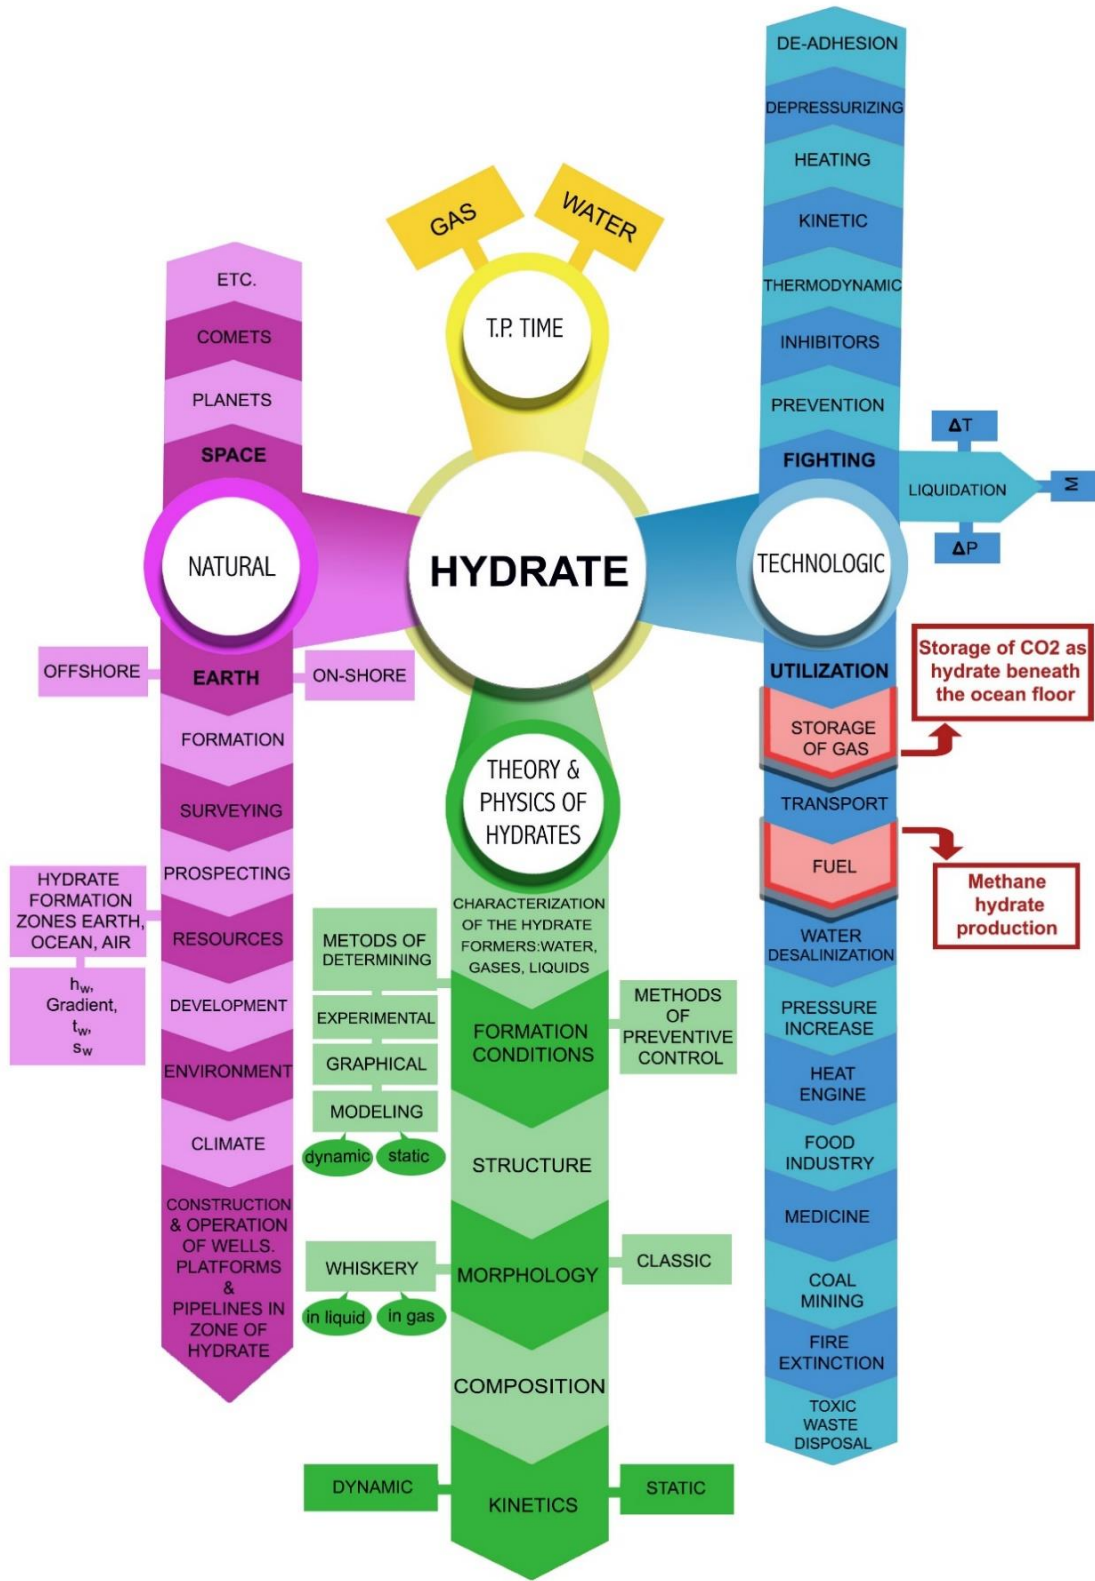 GAS
WATER
T.P. TIME
HYDRATE
ETC.
COMETS
PLANETS
SPACE
NATURAL
OFFSHORE
EARTH
ON-SHORE
FORMATION
SURVEYING
PROSPECTING
HYDRATE
FORMATION
ZONES EARTH,
OCEAN, AIR
RESOURCES
h_w,
Gradient,
t_w,
s_w
DEVELOPMENT
ENVIRONMENT
CLIMATE
CONSTRUCTION
& OPERATION
OF WELLS.
PLATFORMS
&
PIPELINES IN
ZONE OF
HYDRATE
THEORY &
PHYSICS OF
HYDRATES
CHARACTERIZATION
OF THE HYDRATE
FORMERS:WATER,
GASES, LIQUIDS
METODS OF
DETERMINING
EXPERIMENTAL
GRAPHICAL
MODELING
dynamic
static
FORMATION
CONDITIONS
METHODS
OF
PREVENTIVE
CONTROL
STRUCTURE
WHISKERY
in liquid
in gas
MORPHOLOGY
CLASSIC
COMPOSITION
DYNAMIC
KINETICS
STATIC
DE-ADHESION
DEPRESSURIZING
HEATING
KINETIC
THERMODYNAMIC
INHIBITORS
PREVENTION
FIGHTING
ΔT
LIQUIDATION
M
ΔP
TECHNOLOGIC
UTILIZATION
Storage of CO2 as
hydrate beneath
the ocean floor
STORAGE
OF GAS
TRANSPORT
FUEL
Methane
hydrate
production
WATER
DESALINIZATION
PRESSURE
INCREASE
HEAT
ENGINE
FOOD
INDUSTRY
MEDICINE
COAL
MINING
FIRE
EXTINCTION
TOXIC
WASTE
DISPOSAL